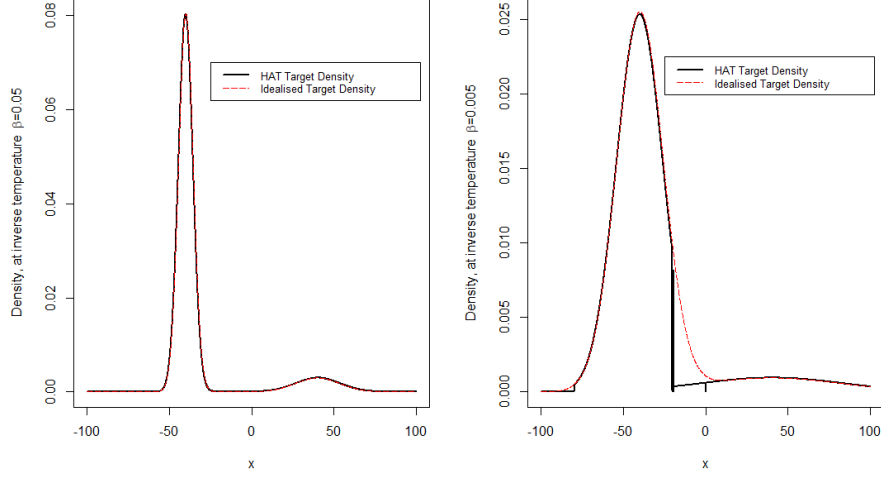 Density, at inverse temperature β=0.05
0.08
0.06
0.04
0.02
0.00
HAT Target Density
Idealised Target Density
-100
-50
0
50
100
x
Density, at inverse temperature β=0.005
0.025
0.020
0.015
0.010
0.005
0.000
HAT Target Density
Idealised Target Density
-100
-50
0
50
100
x